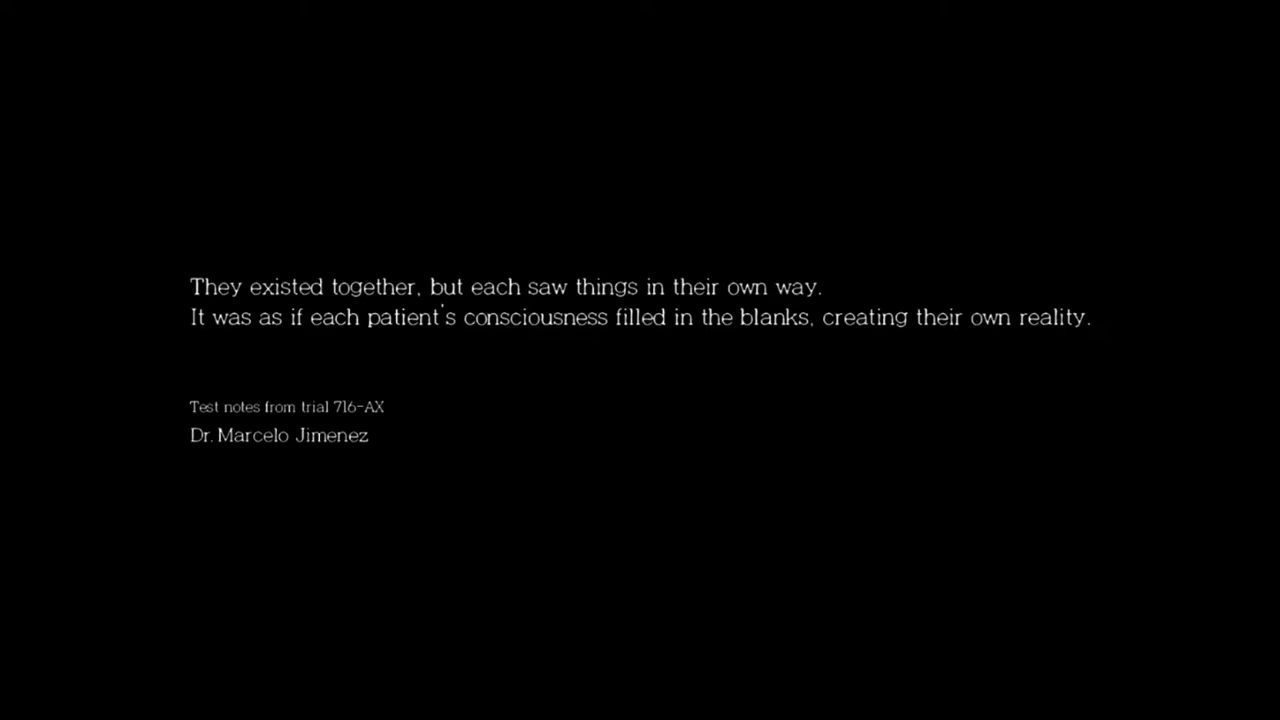 They existed together, but each saw things in their own way.
It was as if each patient's consciousness filled in the blanks, creating their own reality.
Test notes from trial 716-AX
Dr. Marcelo Jimenez